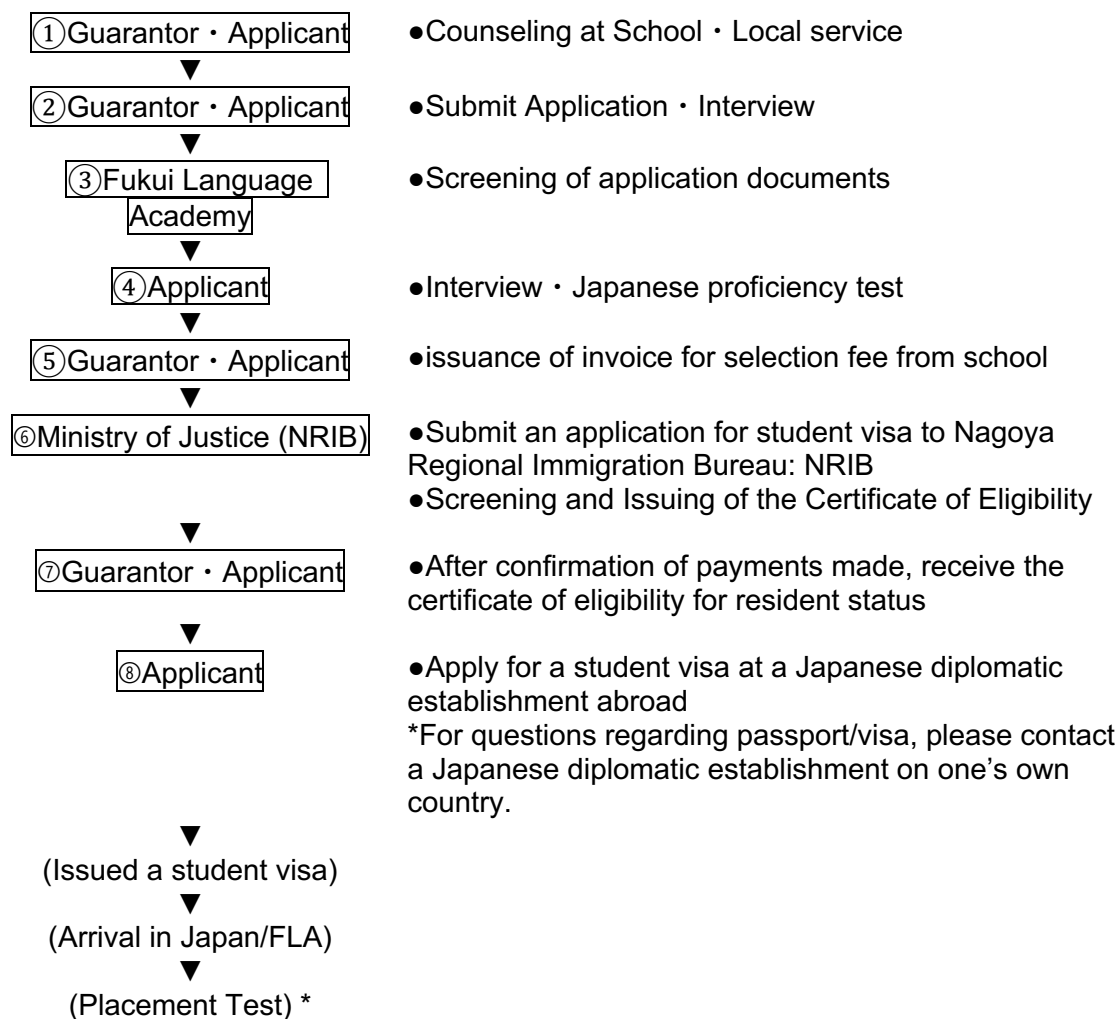 ①Guarantor・Applicant ●Counseling at School・Local service
▼
②Guarantor・Applicant ●Submit Application・Interview
▼
③Fukui Language ●Screening of application documents
Academy
▼
④Applicant ●Interview・Japanese proficiency test
▼
⑤Guarantor・Applicant ●issuance of invoice for selection fee from school
▼
⑥Ministry of Justice (NRIB) ●Submit an application for student visa to Nagoya
Regional Immigration Bureau: NRIB
●Screening and Issuing of the Certificate of Eligibility
▼
⑦Guarantor・Applicant ●After confirmation of payments made, receive the
certificate of eligibility for resident status
▼
⑧Applicant ●Apply for a student visa at a Japanese diplomatic
establishment abroad
*For questions regarding passport/visa, please contact
a Japanese diplomatic establishment on one's own
country.
▼
(Issued a student visa)
▼
(Arrival in Japan/FLA)
▼
(Placement Test) *